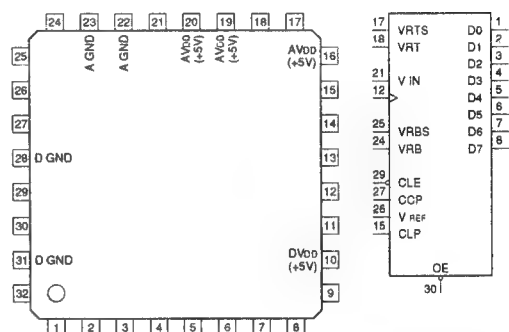 24 23 22 21 20 19 18 17
A GND
A GND
AVDD
(+5V)
AVDD
(+5V)
AVDD
(+5V)
25 16
26 15
27 14
28 D GND 13
29 12
30 11
31 D GND DVDD 10
(+5V)
32 9
1 2 3 4 5 6 7 8
17 VRTS D0 1
18 VRT D1 2
D2 3
21 V IN D3 4
12 D4 5
D5 6
25 VRBS D6 7
24 VRB D7 8
29 CLE
27 CCP
26 V REF
15 CLP
OE
30